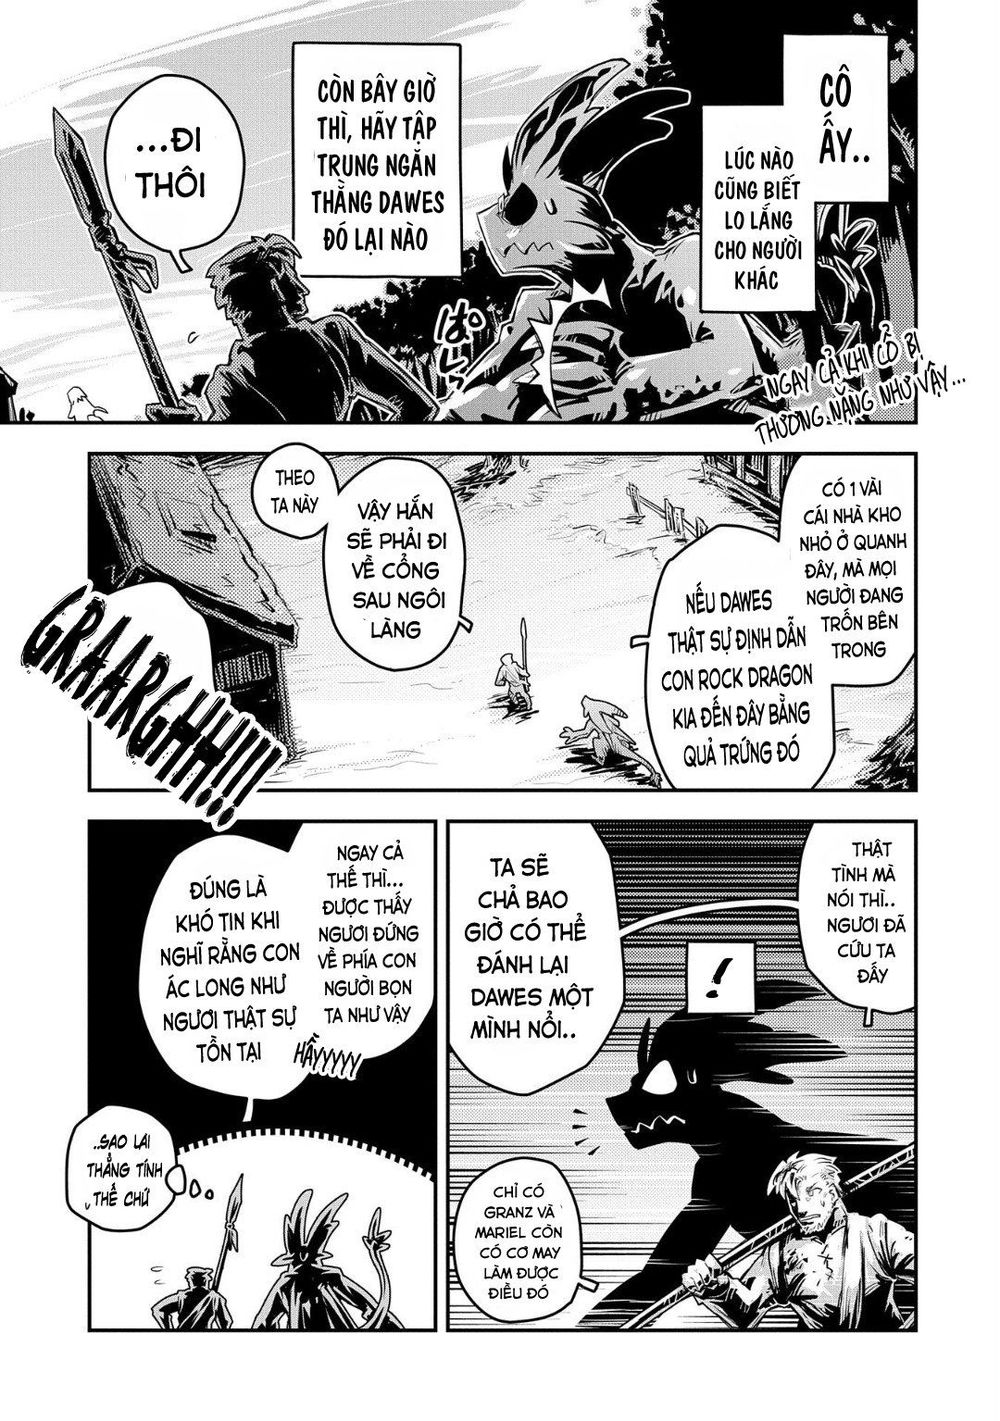 CÔ
ẤY..
LÚC NÀO
CŨNG BIẾT
LO LẮNG
CHO NGƯỜI
KHÁC
NGAY CẢ KHI CỔ BỊ
THƯƠNG NẶNG NHƯ VẬY...
CÒN BÂY GIỜ
THÌ, HÃY TẬP
TRUNG NGĂN
THẰNG DAWES
ĐÓ LẠI NÀO
ぱらっ
...ĐI
THÔI
CÓ 1 VÀI
CÁI NHÀ KHO
NHỎ Ở QUANH
ĐÂY, MÀ MỌI
NGƯỜI ĐANG
TRỐN BÊN
TRONG
NẾU DAWES
THẬT SỰ ĐỊNH DẪN
CON ROCK DRAGON
KIA ĐẾN ĐÂY BẰNG
QUẢ TRỨNG ĐÓ
VẬY HẮN
SẼ PHẢI ĐI
VỀ CỔNG
SAU NGÔI
LÀNG
THEO
TA NÀY
GRAARGHH!!!
THẬT
TÌNH MÀ
NÓI THÌ..
NGƯƠI ĐÃ
CỨU TA
ĐẤY
!
TA SẼ
CHẢ BAO
GIỜ CÓ THỂ
ĐÁNH LẠI
DAWES MỘT
MÌNH NỔI..
CHỈ CÓ
GRANZ VÀ
MARIEL CÒN
CÓ CƠ MAY
LÀM ĐƯỢC
ĐIỀU ĐÓ
NGAY CẢ
THẾ THÌ...
ĐƯỢC THẤY
NGƯƠI ĐỨNG
VỀ PHÍA CON
NGƯỜI BỌN
TA NHƯ VẬY
HẦYYYYY
ĐÚNG LÀ
KHÓ TIN KHI
NGHĨ RẰNG CON
ÁC LONG NHƯ
NGƯƠI THẬT SỰ
TỒN TẠI
..SAO LẠI
THẲNG TÍNH
THẾ CHỨ